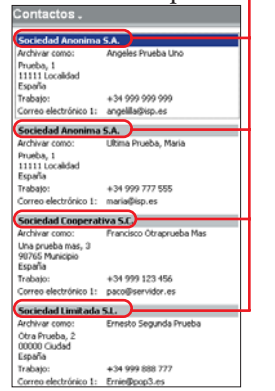 Contactos .
Sociedad Anonima S.A.
Archivar como: Angeles Prueba Uno
Prueba, 1
11111 Localidad
España
Trabajo: +34 999 999 999
Correo electrónico 1: angelilla@isp.es
Sociedad Anonima S.A.
Archivar como: Ultima Prueba, Maria
Prueba, 1
11111 Localidad
España
Trabajo: +34 999 777 555
Correo electrónico 1: maria@isp.es
Sociedad Cooperativa S.C.
Archivar como: Francisco Otraprueba Mas
Una prueba mas, 3
98765 Municipio
España
Trabajo: +34 999 123 456
Correo electrónico 1: paco@servidor.es
Sociedad Limitada S.L.
Archivar como: Ernesto Segunda Prueba
Otra Prueba, 2
00000 Ciudad
España
Trabajo: +34 999 888 777
Correo electrónico 1: Ernie@pop3.es